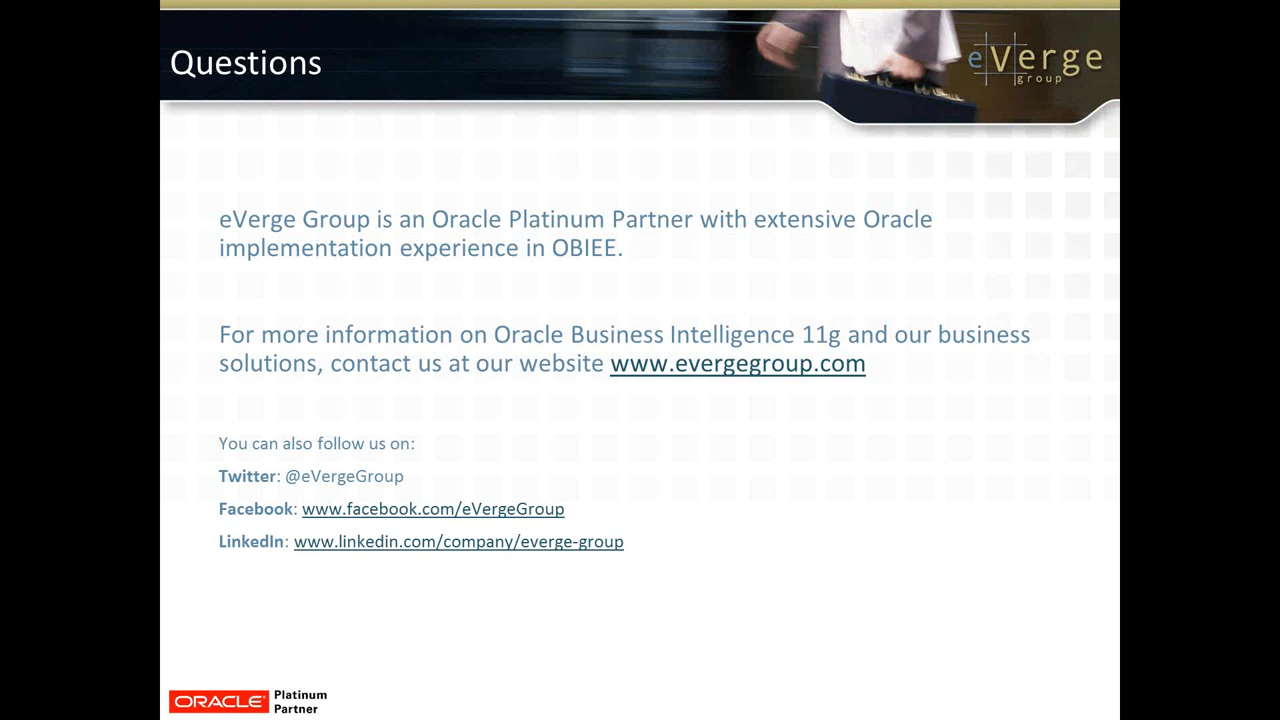 Questions
eVerge
group
eVerge Group is an Oracle Platinum Partner with extensive Oracle
implementation experience in OBIEE.
For more information on Oracle Business Intelligence 11g and our business
solutions, contact us at our website www.evergegroup.com
You can also follow us on:
Twitter: @eVergeGroup
Facebook: www.facebook.com/eVergeGroup
LinkedIn: www.linkedin.com/company/everge-group
ORACLE Platinum
Partner